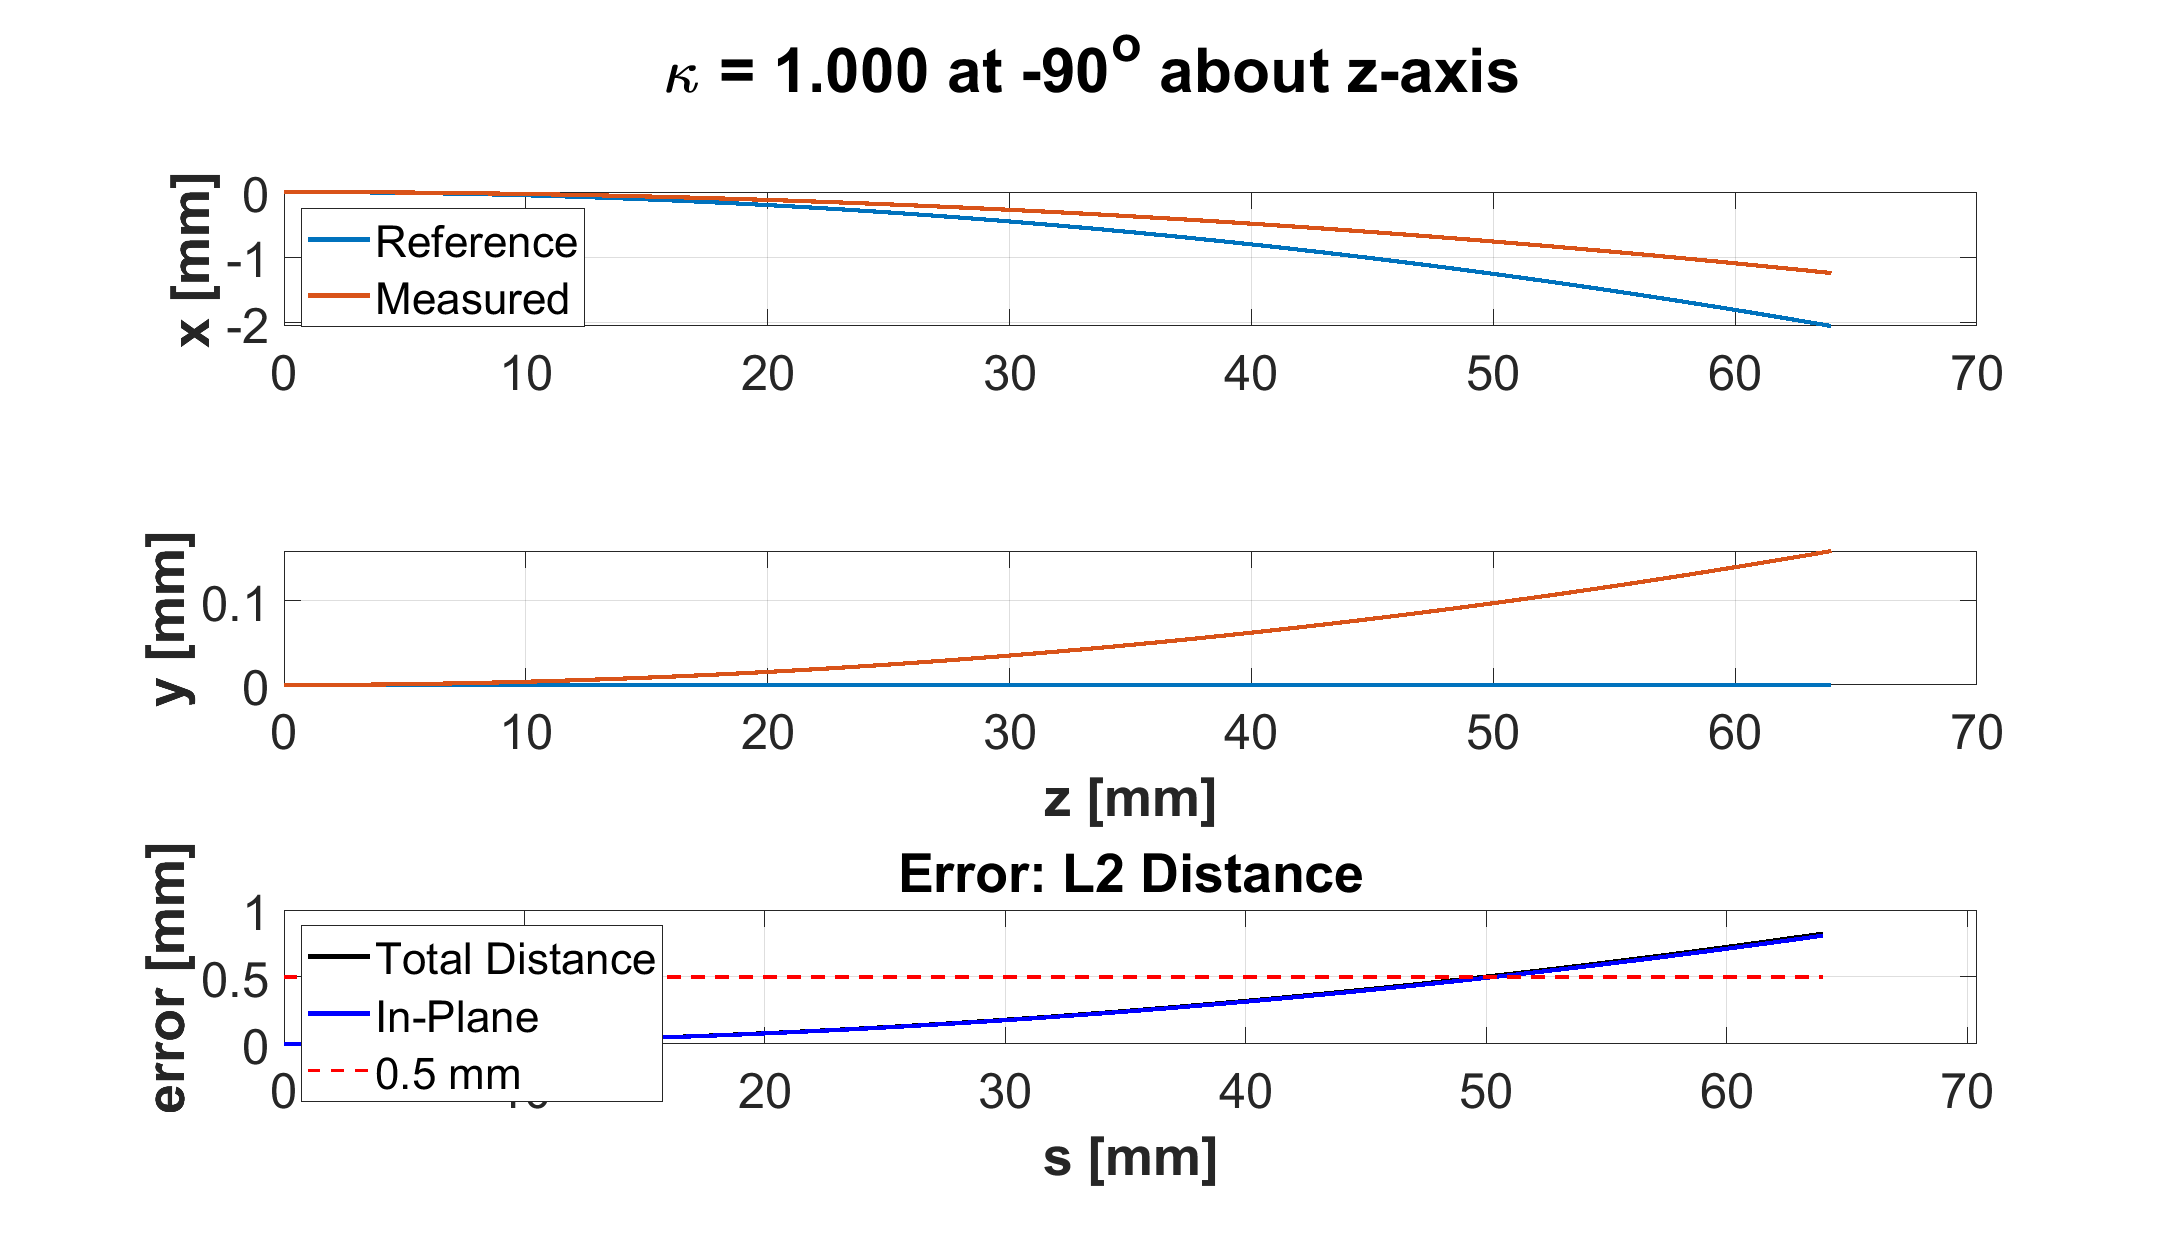 κ = 1.000 at -90° about z-axis
x [mm]
0
-1
-2
Reference
Measured
0 10 20 30 40 50 60 70
y [mm]
0.1
0
0 10 20 30 40 50 60 70
z [mm]
Error: L2 Distance
error [mm]
1
0.5
0
Total Distance
In-Plane
0.5 mm
0 20 30 40 50 60 70
s [mm]